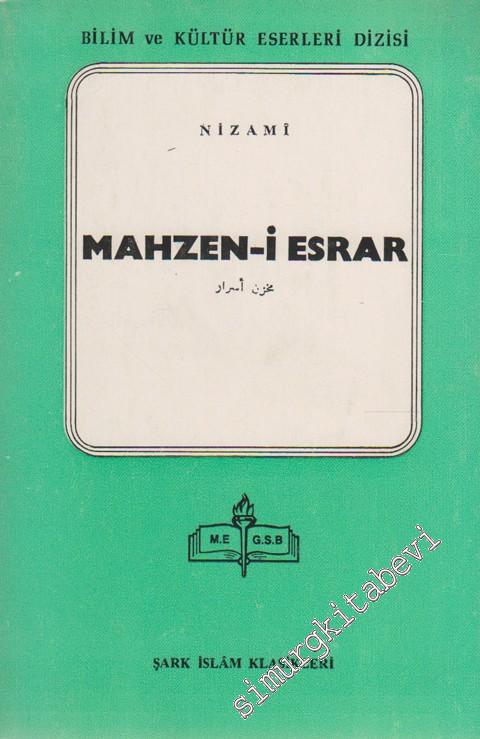 BİLİM ve KÜLTÜR ESERLERİ DİZİSİ
NİZAMÎ
MAHZEN-İ ESRAR
مخزن أسرار
M.E G.S.B
ŞARK İSLÂM KLASİKLERİ
simurgkitabevi